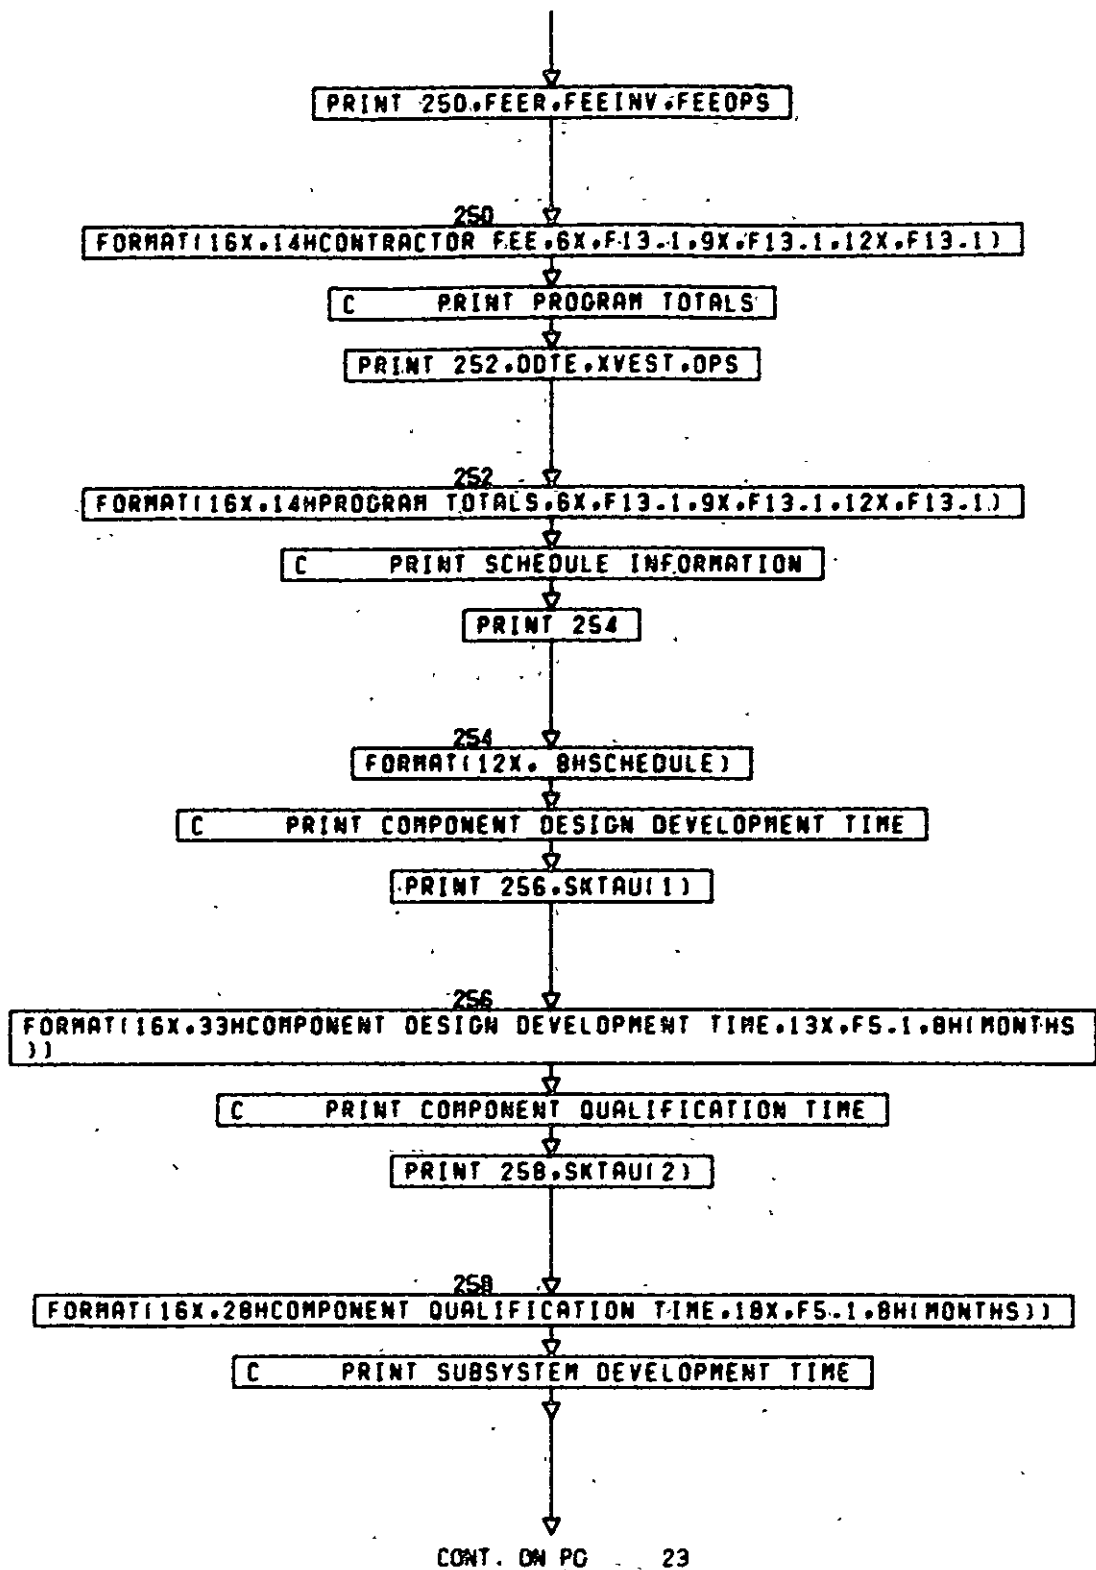 PRINT 250,FEER,FEEINV,FEEOPS
250
FORMAT(16X,14HCONTRACTOR FEE,6X,F13.1,9X,F13.1,12X,F13.1)
C PRINT PROGRAM TOTALS
PRINT 252,DDTE,XVEST,OPS
252
FORMAT(16X,14HPROGRAM TOTALS,6X,F13.1,9X,F13.1,12X,F13.1)
C PRINT SCHEDULE INFORMATION
PRINT 254
254
FORMAT(12X, 8HSCHEDULE)
C PRINT COMPONENT DESIGN DEVELOPMENT TIME
PRINT 256,SKTAU(1)
256
FORMAT(16X,33HCOMPONENT DESIGN DEVELOPMENT TIME,13X,F5.1,8H(MONTHS
))
C PRINT COMPONENT QUALIFICATION TIME
PRINT 258,SKTAU(2)
258
FORMAT(16X,28HCOMPONENT QUALIFICATION TIME,18X,F5.1,8H(MONTHS))
C PRINT SUBSYSTEM DEVELOPMENT TIME
CONT. ON PG 23